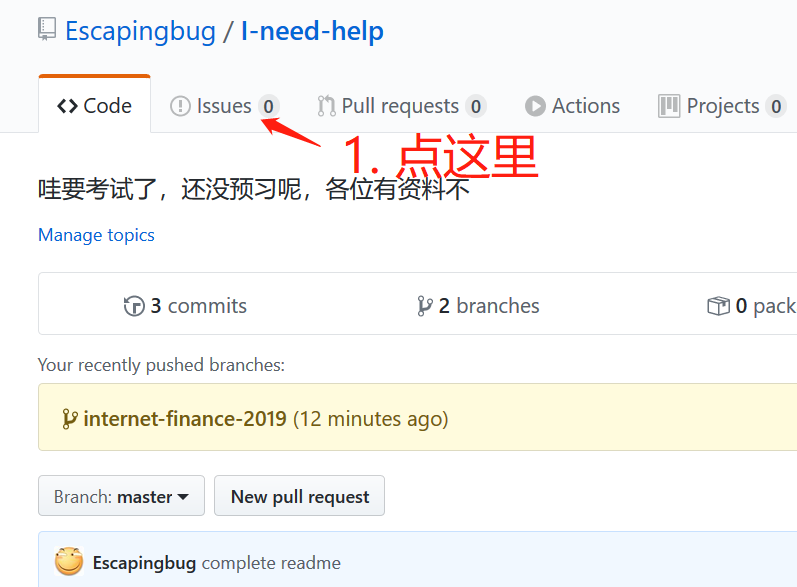 Escapingbug / I-need-help
Code Issues 0 Pull requests 0 Actions Projects 0
1. 点这里
哇要考试了，还没预习呢，各位有资料不
Manage topics
3 commits 2 branches 0 pack
Your recently pushed branches:
internet-finance-2019 (12 minutes ago)
Branch: master New pull request
Escapingbug complete readme